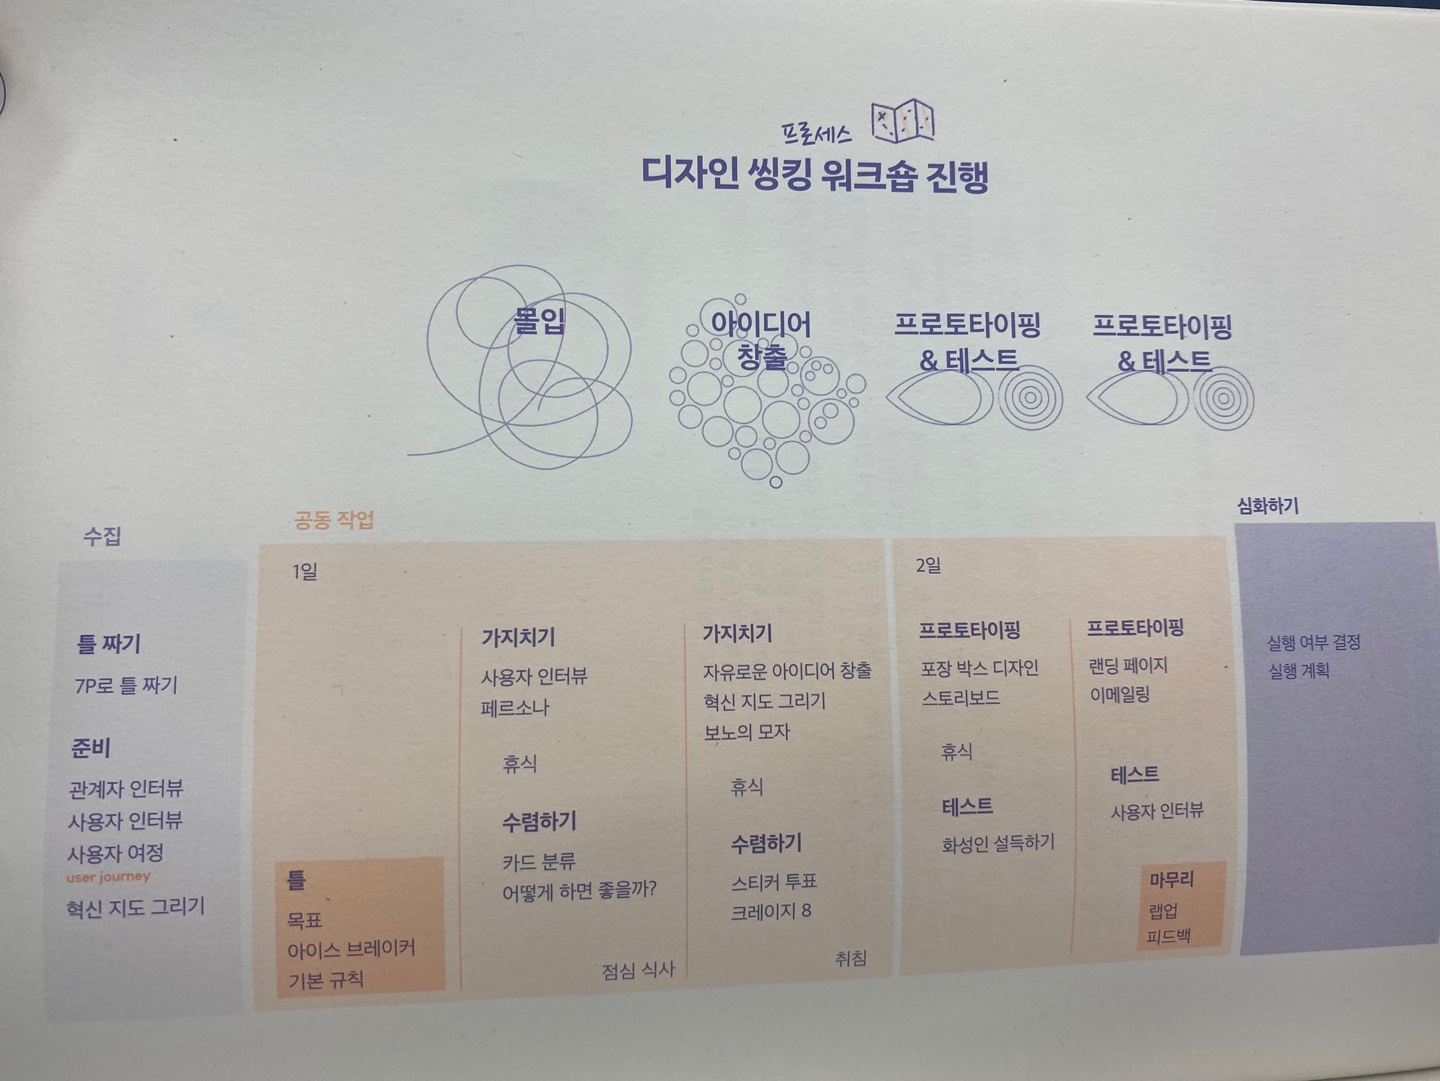 프로세스
디자인 씽킹 워크숍 진행
몰입
아이디어
창출
프로토타이핑
& 테스트
프로토타이핑
& 테스트
수집
틀 짜기
7P로 틀 짜기
준비
관계자 인터뷰
사용자 인터뷰
사용자 여정
user journey
혁신 지도 그리기
공동 작업
1일
틀
목표
아이스 브레이커
기본 규칙
가지치기
사용자 인터뷰
페르소나
휴식
수렴하기
카드 분류
어떻게 하면 좋을까?
점심 식사
가지치기
자유로운 아이디어 창출
혁신 지도 그리기
보노의 모자
휴식
수렴하기
스티커 투표
크레이지 8
취침
2일
프로토타이핑
포장 박스 디자인
스토리보드
휴식
테스트
화성인 설득하기
프로토타이핑
랜딩 페이지
이메일링
테스트
사용자 인터뷰
마무리
랩업
피드백
심화하기
실행 여부 결정
실행 계획